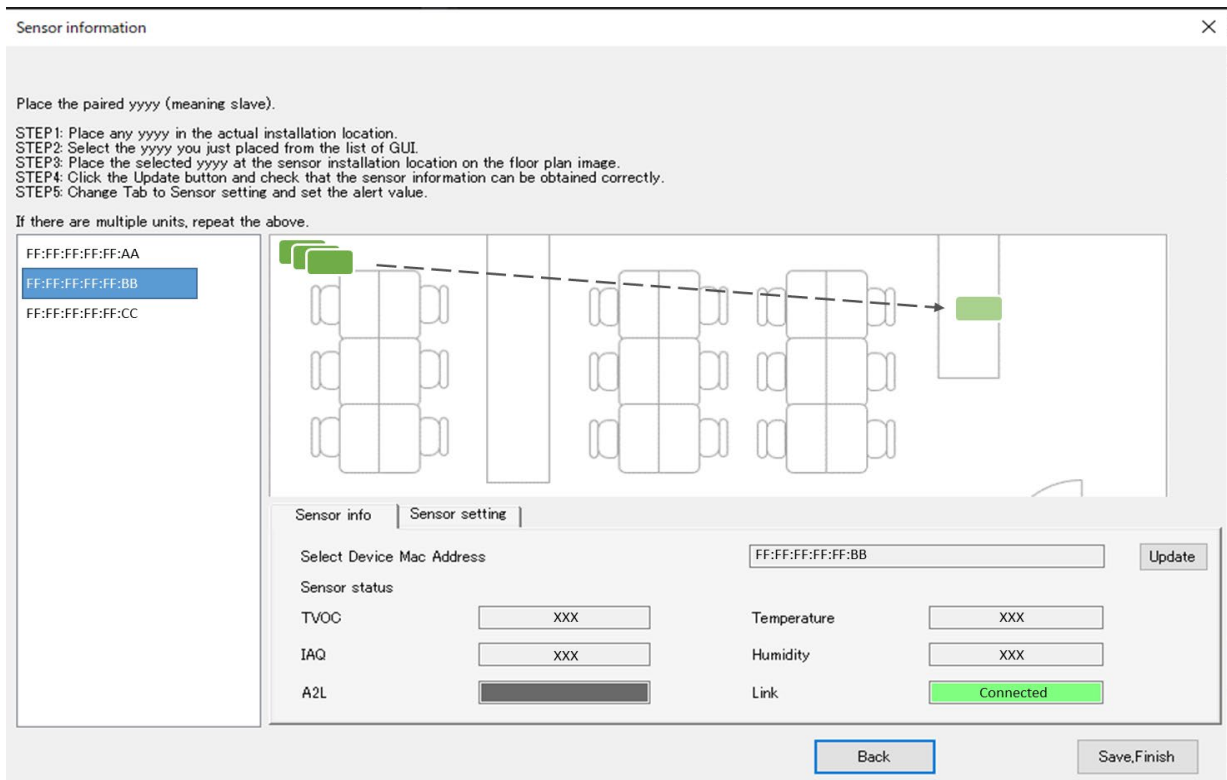 Sensor information
Place the paired yyyy (meaning slave).
STEP1: Place any yyyy in the actual installation location.
STEP2: Select the yyyy you just placed from the list of GUI.
STEP3: Place the selected yyyy at the sensor installation location on the floor plan image.
STEP4: Click the Update button and check that the sensor information can be obtained correctly.
STEP5: Change Tab to Sensor setting and set the alert value.
If there are multiple units, repeat the above.
FF:FF:FF:FF:FF:AA
FF:FF:FF:FF:FF:BB
FF:FF:FF:FF:FF:CC
Sensor info Sensor setting
Select Device Mac Address FF:FF:FF:FF:FF:BB Update
Sensor status
TVOC XXX Temperature XXX
IAQ XXX Humidity XXX
A2L Link Connected
Back Save,Finish